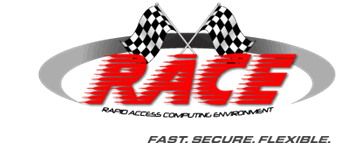 RACE
RAPID ACCESS COMPUTING ENVIRONMENT
FAST. SECURE. FLEXIBLE.